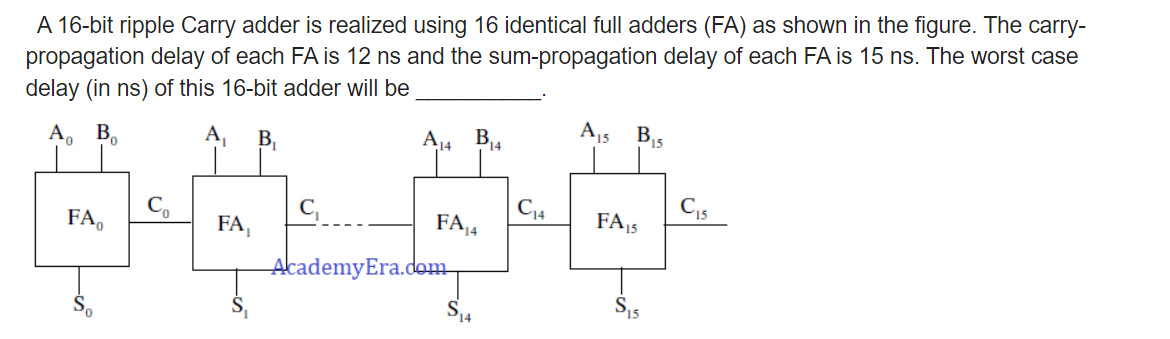 A 16-bit ripple Carry adder is realized using 16 identical full adders (FA) as shown in the figure. The carry-
propagation delay of each FA is 12 ns and the sum-propagation delay of each FA is 15 ns. The worst case
delay (in ns) of this 16-bit adder will be __________.
A₀ B₀ A₁ B₁ A₁₄ B₁₄ A₁₅ B₁₅
C₀ C₁ C₁₄ C₁₅
FA₀ FA₁ FA₁₄ FA₁₅
AcademyEra.com
S₀ S₁ S₁₄ S₁₅